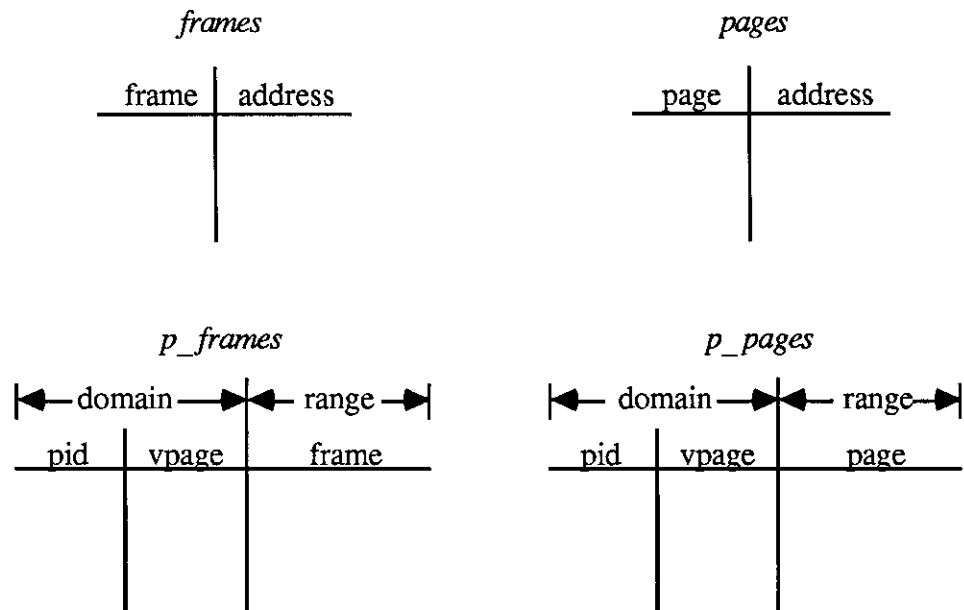 frames
pages
frame address
page address
p_frames
p_pages
domain range
domain range
pid vpage frame
pid vpage page